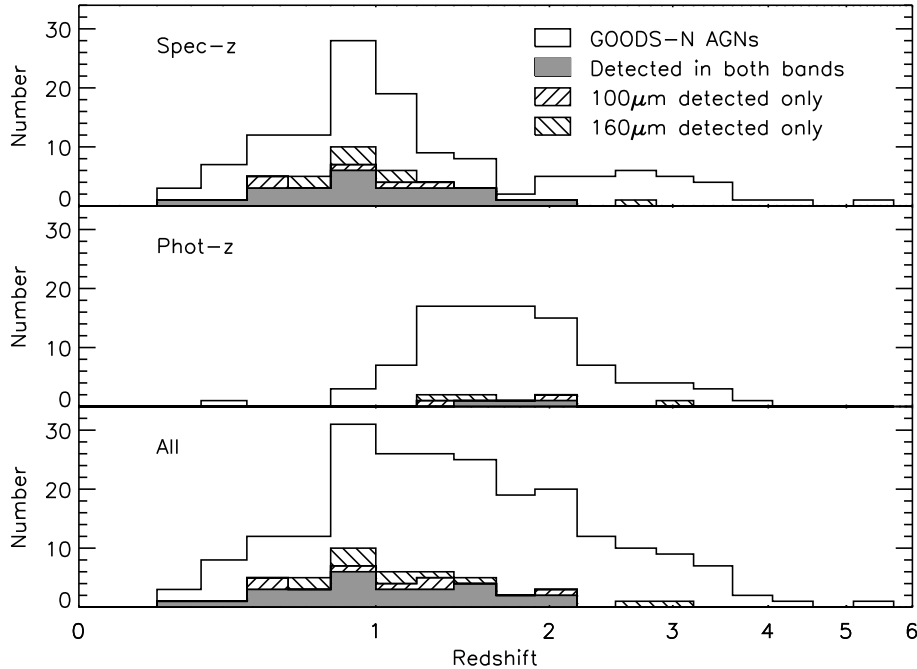 30
20
10
0
Number
Spec-z
GOODS-N AGNs
Detected in both bands
100μm detected only
160μm detected only
30
20
10
0
Number
Phot-z
30
20
10
0
Number
All
0 1 2 3 4 5 6
Redshift